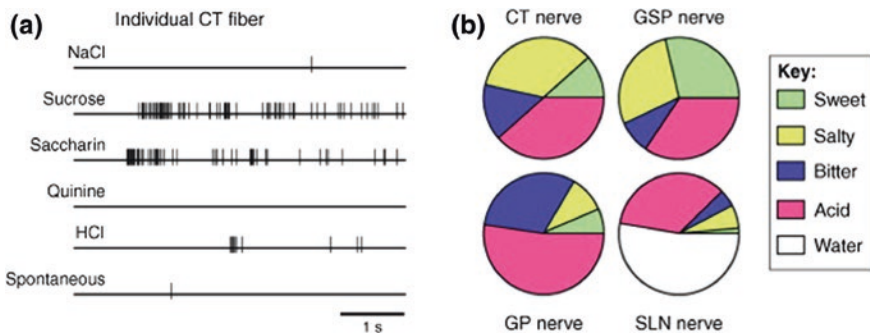 (a)
Individual CT fiber
NaCl
Sucrose
Saccharin
Quinine
HCl
Spontaneous
1 s
(b)
CT nerve
GSP nerve
GP nerve
SLN nerve
Key:
Sweet
Salty
Bitter
Acid
Water